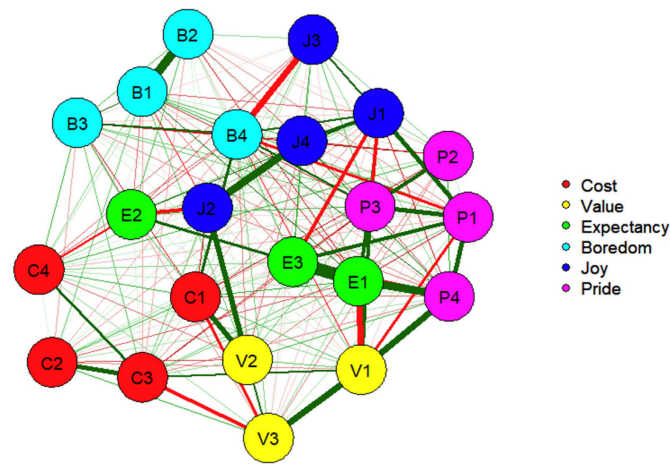 B2
J3
B1
J1
B3
B4
J4
P2
E2
J2
P3
P1
E3
C4
C1
E1
P4
V2
V1
C2
C3
V3
Cost
Value
Expectancy
Boredom
Joy
Pride